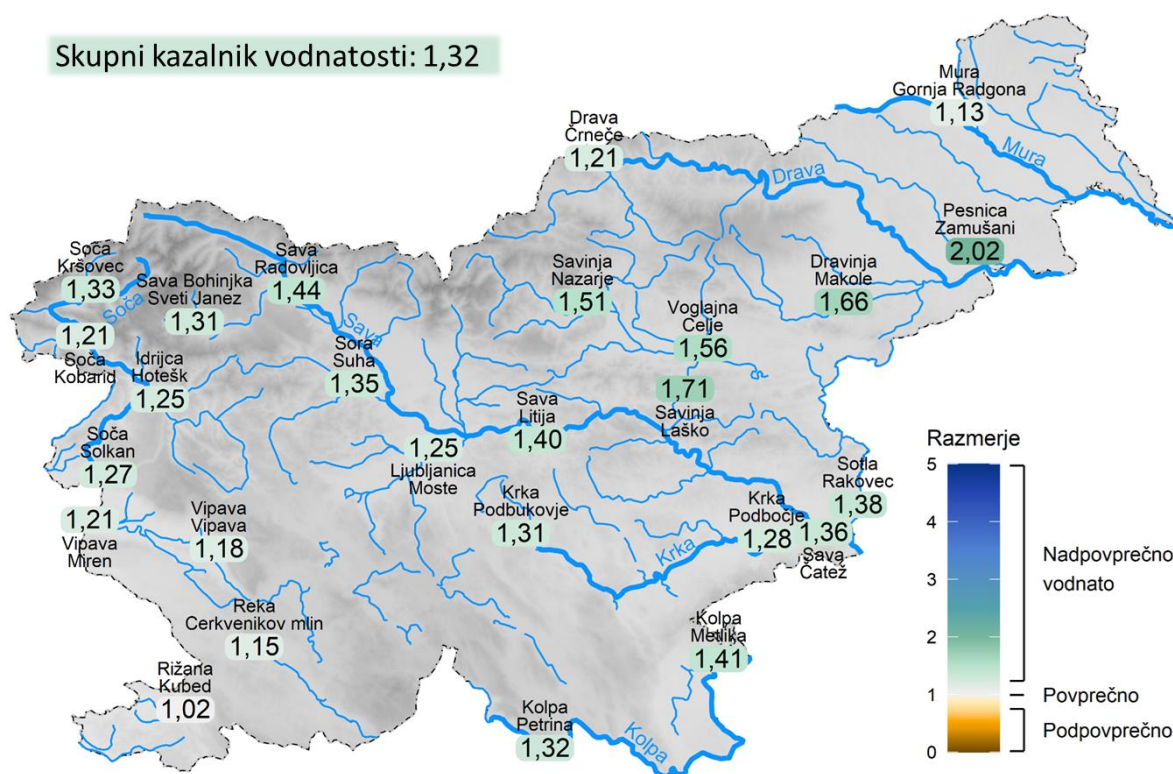 Skupni kazalnik vodnatosti: 1,32
Mura
Gornja Radgona
1,13
Mura
Drava
Črneče
1,21
Drava
Pesnica
Zamušani
2,02
Soča
Kršovec
1,33
Soča
Sava Bohinjka
Sveti Janez
1,31
Sava
Radovljica
1,44
Sava
Savinja
Nazarje
1,51
Dravinja
Makole
1,66
Voglajna
Celje
1,56
1,21
Soča
Kobarid
Idrijca
Hotešk
1,25
Sora
Suha
1,35
1,71
Savinja
Laško
Sava
Litija
1,40
1,25
Ljubljanica
Moste
Soča
Solkan
1,27
1,21
Vipava
Miren
Vipava
Vipava
1,18
Krka
Podbukovje
1,31
Krka
Krka
Podbočje
1,28
1,36
Sava
Čatež
Sotla
Rakovec
1,38
Reka
Cerkvenikov mlin
1,15
Rižana
Kubed
1,02
Kolpa
Metlika
1,41
Kolpa
Petrina
1,32
Kolpa
Razmerje
5
4
3
2
1
0
Nadpovprečno
vodnato
Povprečno
Podpovprečno